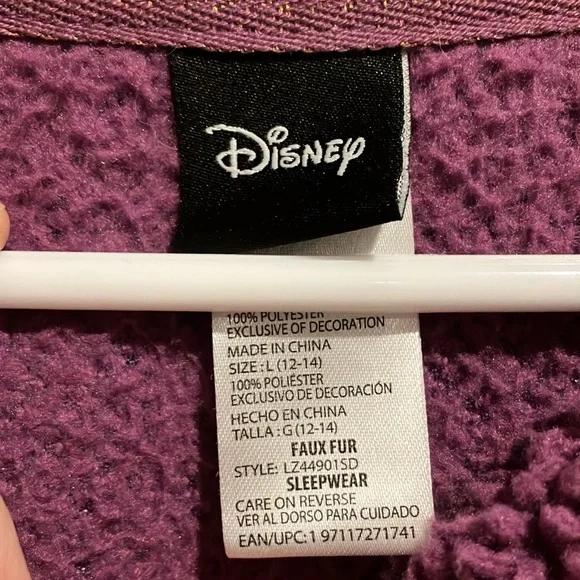 Disney
100% POLYESTER
EXCLUSIVE OF DECORATION
MADE IN CHINA
SIZE : L (12-14)
100% POLIÉSTER
EXCLUSIVO DE DECORACIÓN
HECHO EN CHINA
TALLA : G (12-14)
FAUX FUR
STYLE: LZ44901SD
SLEEPWEAR
CARE ON REVERSE
VER AL DORSO PARA CUIDADO
EAN/UPC: 1 97117271741